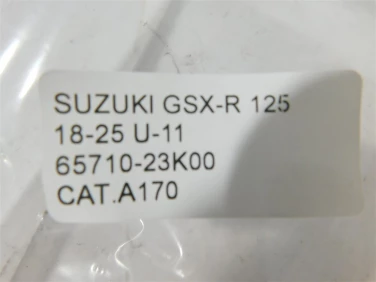 SUZUKI GSX-R 125
18-25 U-11
65710-23K00
CAT.A170